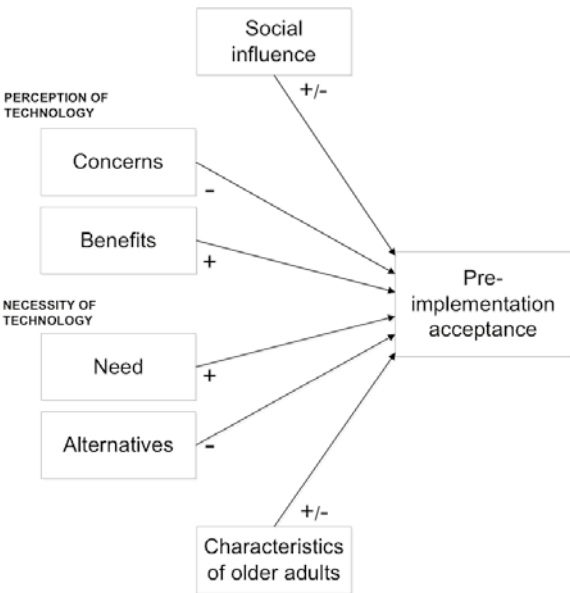 Social
influence
+/-
PERCEPTION OF
TECHNOLOGY
Concerns
-
Benefits
+
Pre-
implementation
acceptance
NECESSITY OF
TECHNOLOGY
Need
+
Alternatives
-
+/-
Characteristics
of older adults